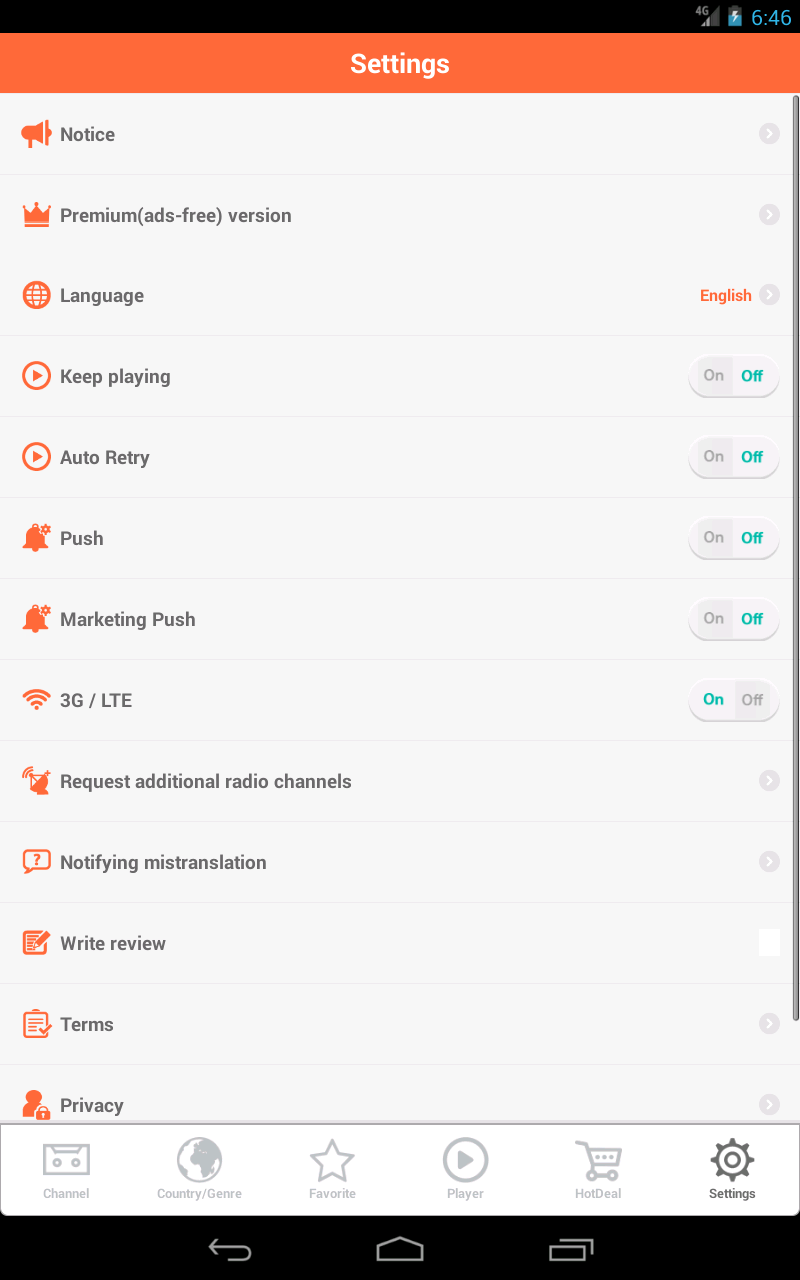 4G 6:46
Settings
Notice
Premium(ads-free) version
Language English
Keep playing On Off
Auto Retry On Off
Push On Off
Marketing Push On Off
3G / LTE On Off
Request additional radio channels
? Notifying mistranslation
Write review
Terms
Privacy
Channel Country/Genre Favorite Player HotDeal Settings